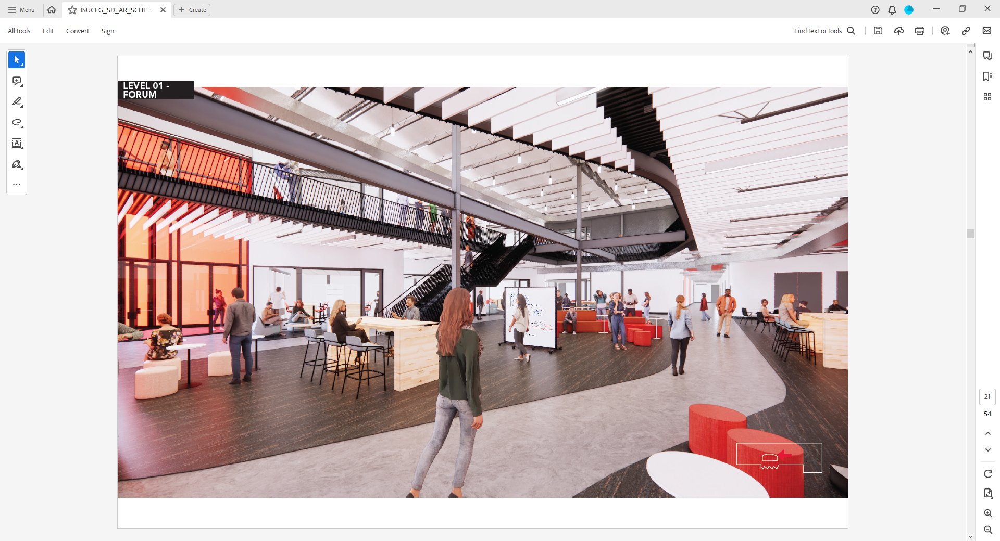 Menu
ISUCEG_SD_AR_SCHE...
Create
All tools
Edit
Convert
Sign
Find text or tools
LEVEL 01 -
FORUM
21
54